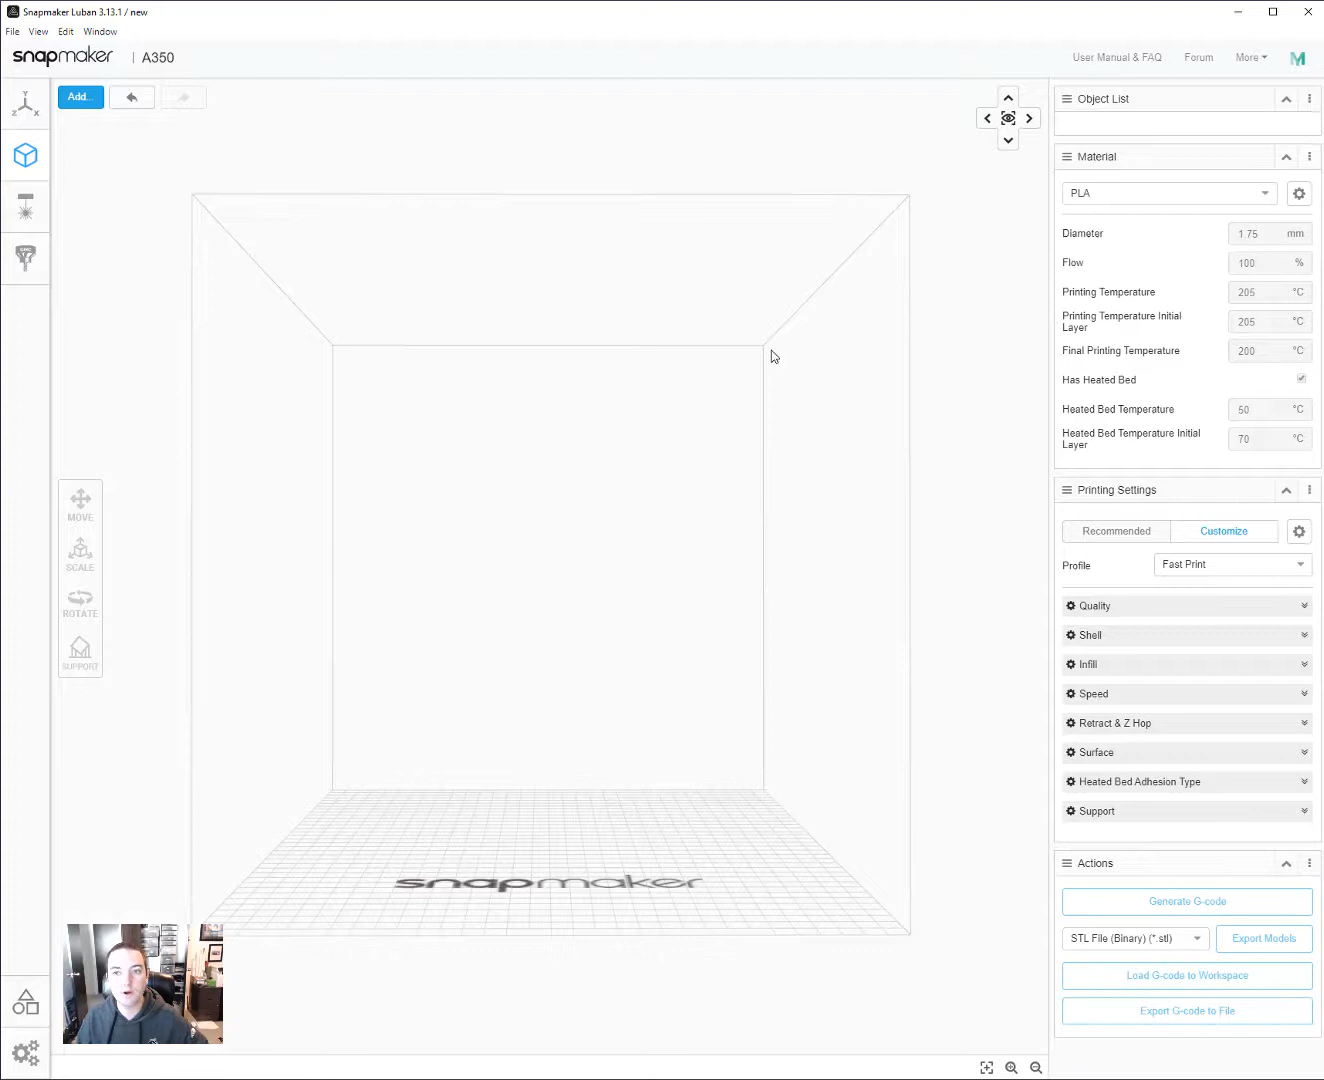 Snapmaker Luban 3.13.1 / new
File View Edit Window
snapmaker | A350
User Manual & FAQ Forum More
Add...
Object List
Material
PLA
Diameter 1.75 mm
Flow 100 %
Printing Temperature 205 °C
Printing Temperature Initial
Layer 205 °C
Final Printing Temperature 200 °C
Has Heated Bed
Heated Bed Temperature 50 °C
Heated Bed Temperature Initial
Layer 70 °C
MOVE
SCALE
ROTATE
SUPPORT
Printing Settings
Recommended Customize
Profile Fast Print
Quality
Shell
Infill
Speed
Retract & Z Hop
Surface
Heated Bed Adhesion Type
Support
snapmaker
Actions
Generate G-code
STL File (Binary) (*.stl) Export Models
Load G-code to Workspace
Export G-code to File